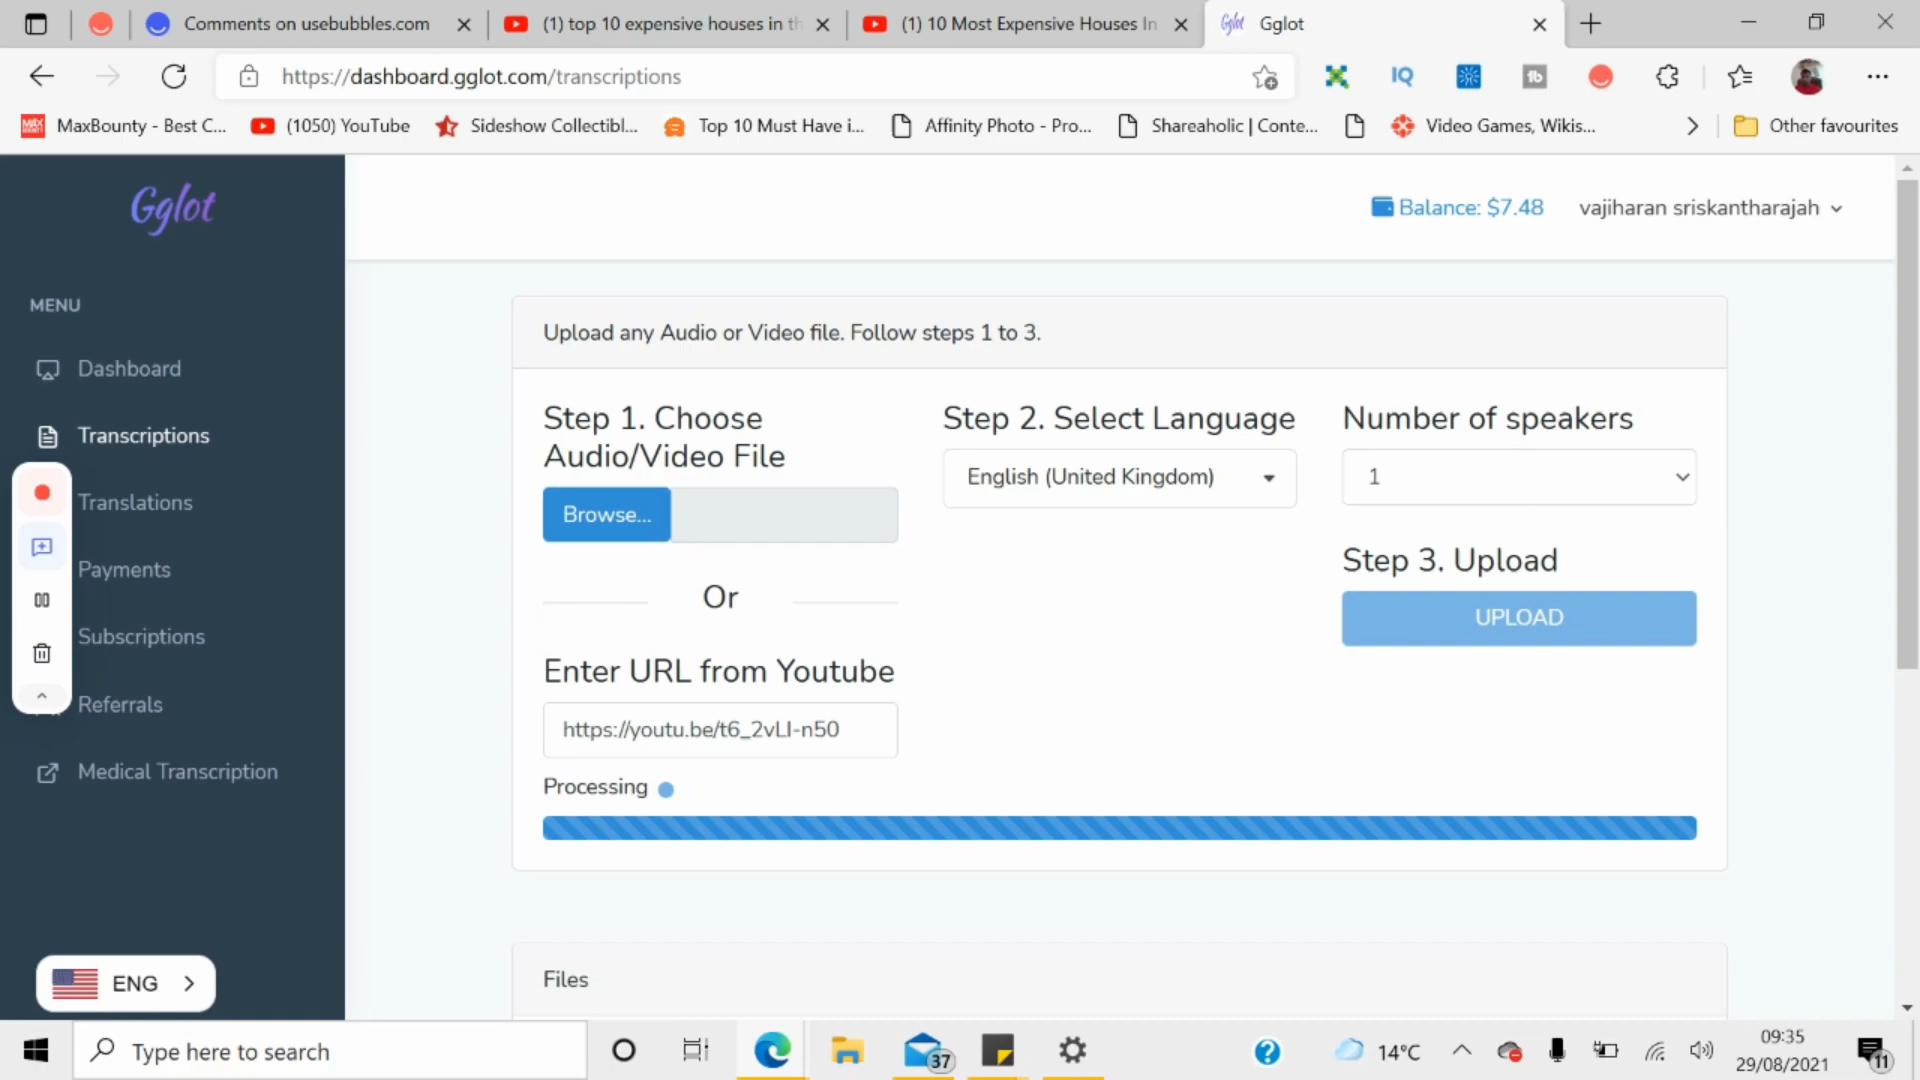 Comments on usebubbles.com
(1) top 10 expensive houses in th
(1) 10 Most Expensive Houses In
Gglot
Gglot
https://dashboard.gglot.com/transcriptions
IQ
tb
MAX
BOUNTY
MaxBounty - Best C...
(1050) YouTube
Sideshow Collectibl...
Top 10 Must Have i...
Affinity Photo - Pro...
Shareaholic | Conte...
Video Games, Wikis...
Other favourites
Gglot
Balance: $7.48
vajiharan sriskantharajah
MENU
Dashboard
Transcriptions
Translations
Payments
Subscriptions
Referrals
Medical Transcription
ENG
Upload any Audio or Video file. Follow steps 1 to 3.
Step 1. Choose
Audio/Video File
Browse...
Or
Enter URL from Youtube
https://youtu.be/t6_2vLI-n50
Processing
Step 2. Select Language
English (United Kingdom)
Number of speakers
1
Step 3. Upload
UPLOAD
Files
Type here to search
37
14°C
09:35
29/08/2021
11